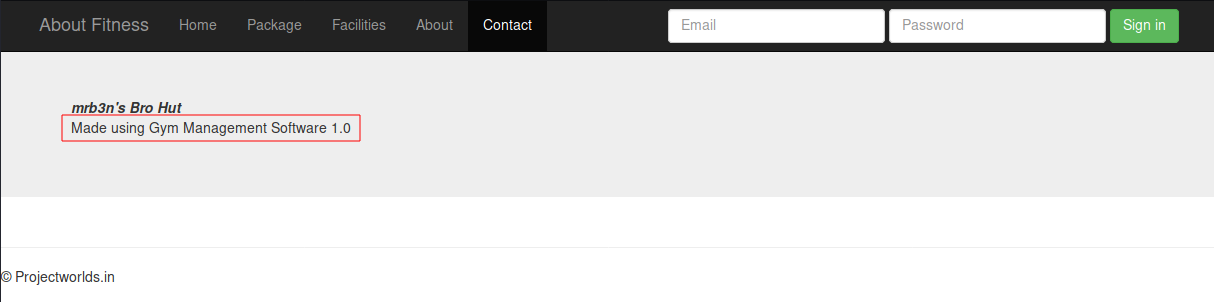 About Fitness Home Package Facilities About Contact Email Password Sign in
mrb3n's Bro Hut
Made using Gym Management Software 1.0
© Projectworlds.in